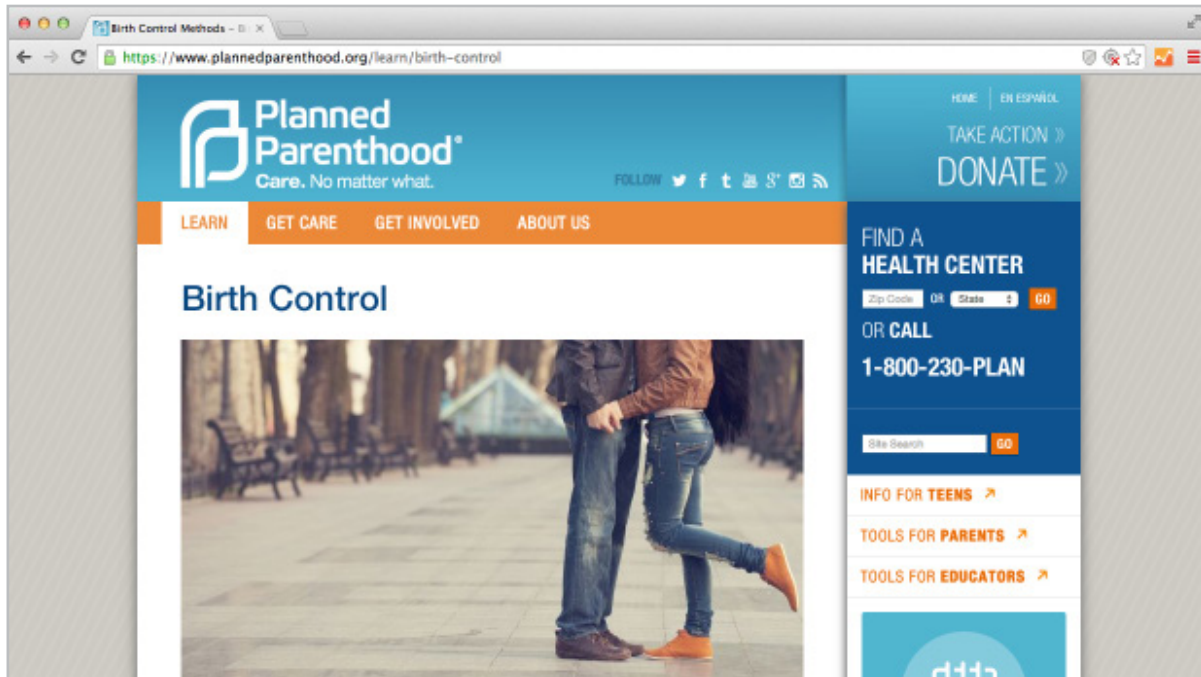 Birth Control Methods – Bi
https://www.plannedparenthood.org/learn/birth-control
Planned
Parenthood®
Care. No matter what.
FOLLOW
HOME | EN ESPAÑOL
TAKE ACTION »
DONATE »
LEARN GET CARE GET INVOLVED ABOUT US
Birth Control
FIND A
HEALTH CENTER
Zip Code OR State GO
OR CALL
1-800-230-PLAN
Site Search GO
INFO FOR TEENS
TOOLS FOR PARENTS
TOOLS FOR EDUCATORS